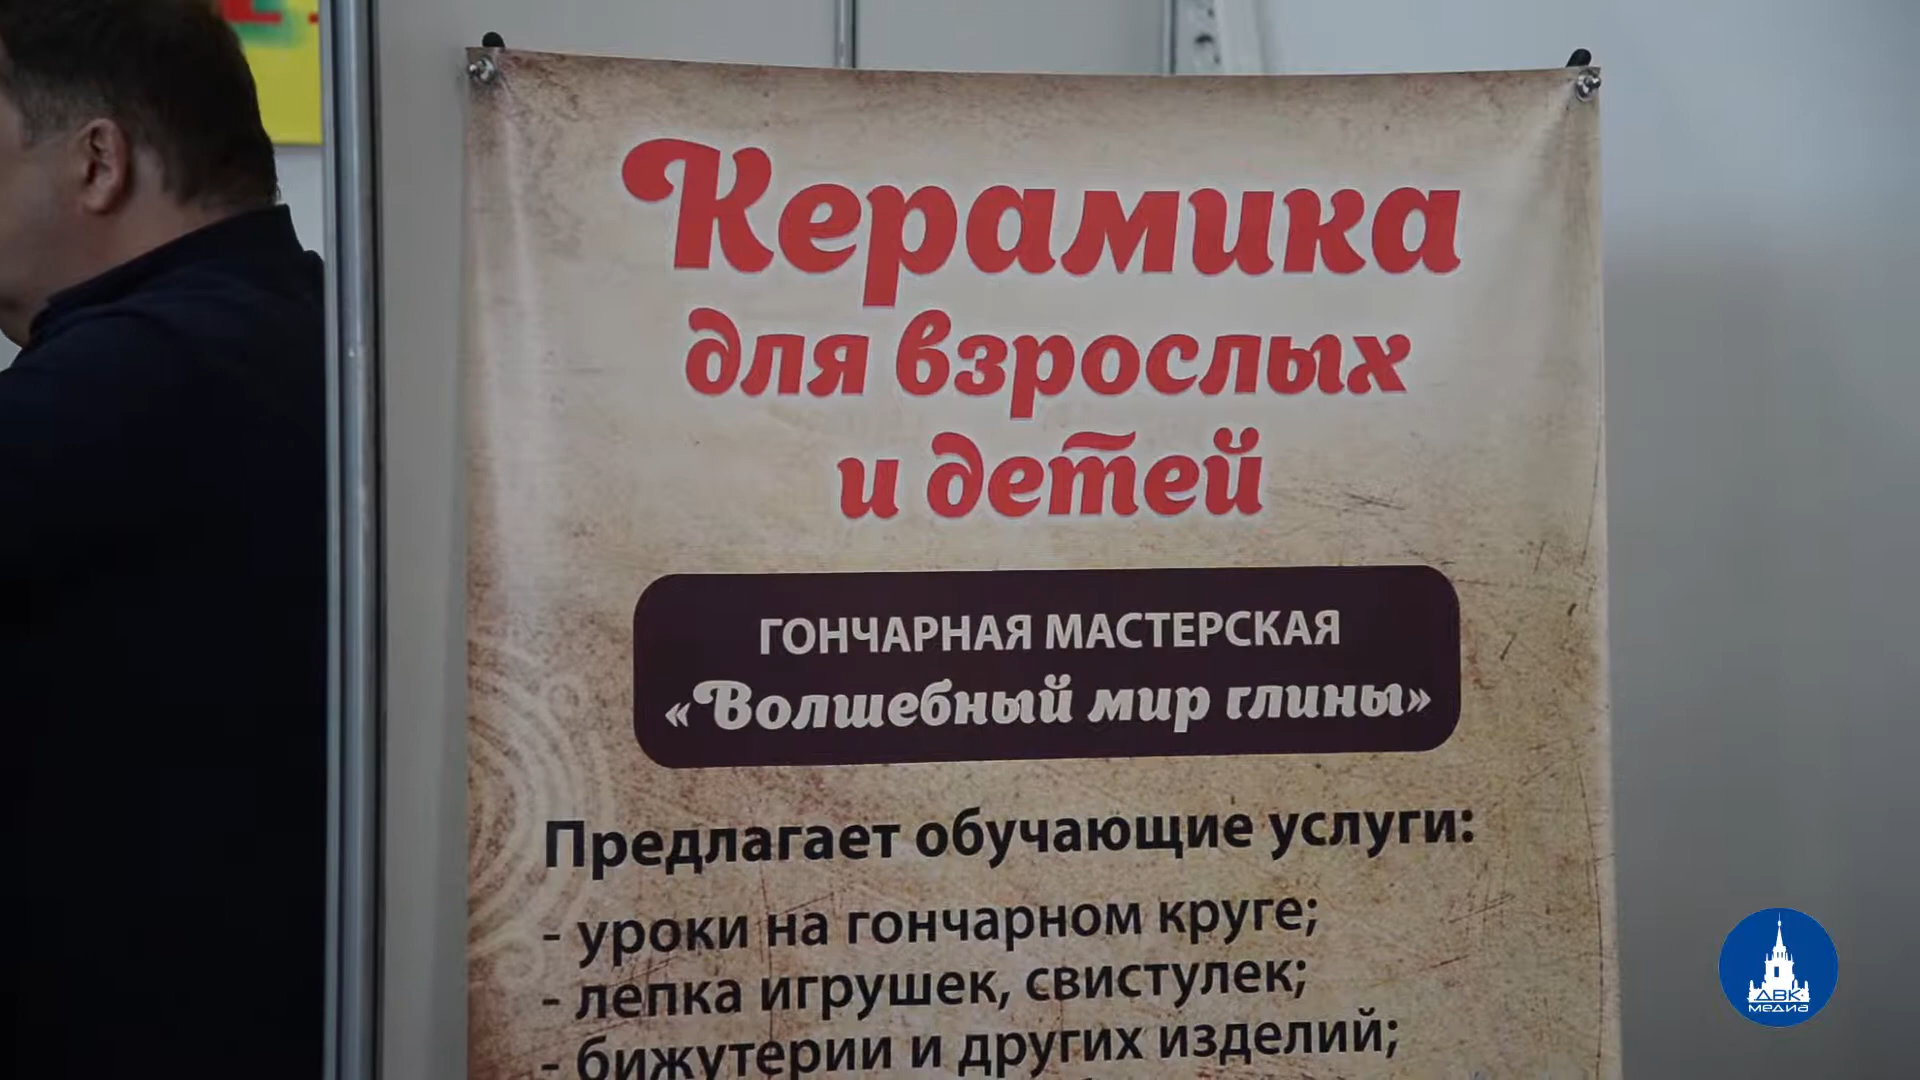 Керамика
для взрослых
и детей
ГОНЧАРНАЯ МАСТЕРСКАЯ
«Волшебный мир глины»
Предлагает обучающие услуги:
- уроки на гончарном круге;
- лепка игрушек, свистулек;
- бижутерии и других изделий;
ДВК
медиа